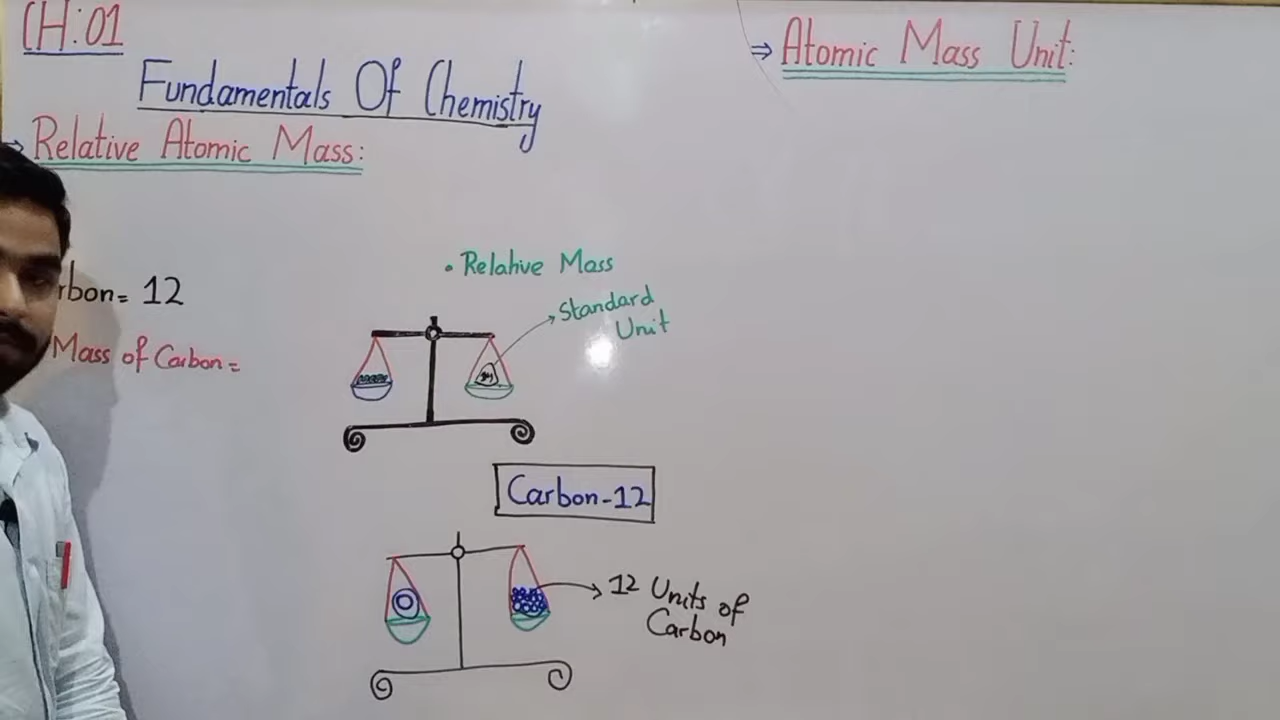 CH:01
Fundamentals Of Chemistry
⇒ Relative Atomic Mass:
rbon = 12
Mass of Carbon =
• Relative Mass
Standard
Unit
Carbon-12
12 Units of
Carbon
⇒ Atomic Mass Unit: